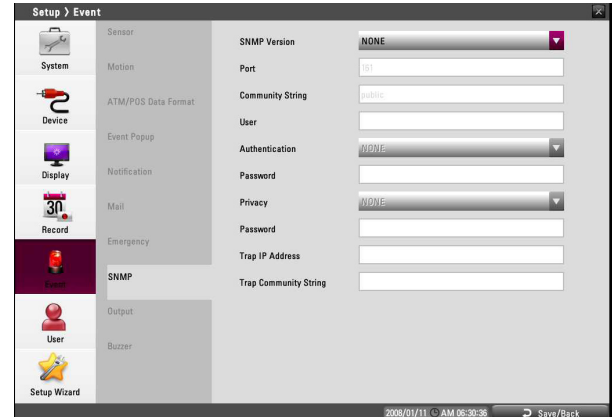 Setup > Event
System
Device
Display
Record
30
Event
User
Setup Wizard
Sensor
Motion
ATM/POS Data Format
Event Popup
Notification
Mail
Emergency
SNMP
Output
Buzzer
SNMP Version NONE
Port 161
Community String public
User
Authentication NONE
Password
Privacy NONE
Password
Trap IP Address
Trap Community String
2008/01/11 AM 06:30:36 Save/Back